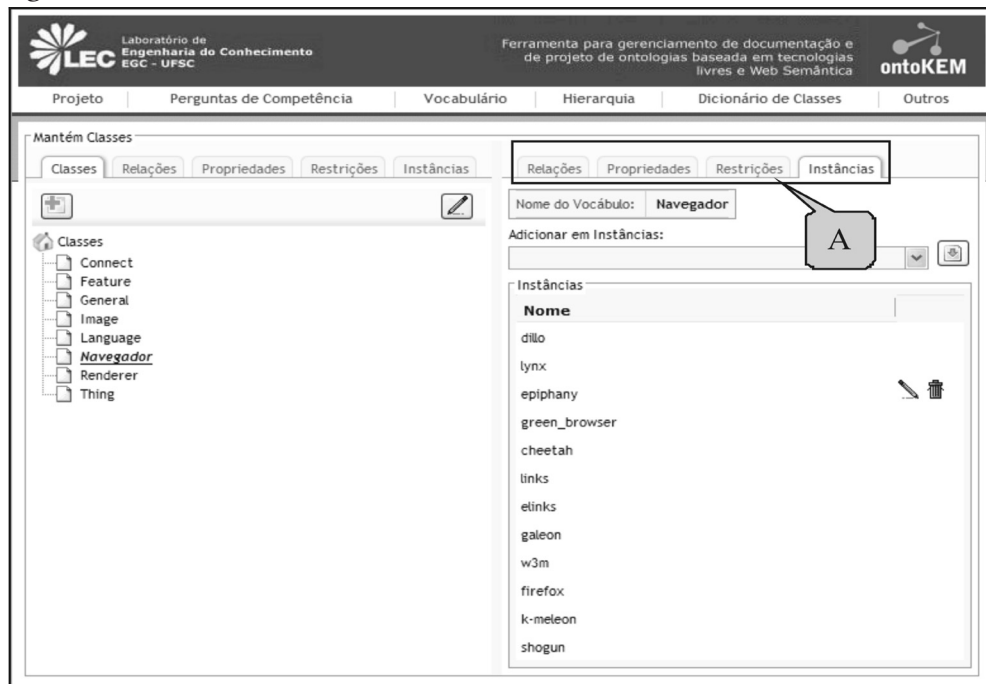 LEC
Laboratório de
Engenharia do Conhecimento
EGC - UFSC
Ferramenta para gerenciamento de documentação e
de projeto de ontologias baseada em tecnologias
livres e Web Semântica
ontoKEM
Projeto Perguntas de Competência Vocabulário Hierarquia Dicionário de Classes Outros
Mantém Classes
Classes Relações Propriedades Restrições Instâncias
Relações Propriedades Restrições Instâncias
Nome do Vocábulo: Navegador
A
Adicionar em Instâncias:
Classes
Connect
Feature
General
Image
Language
Navegador
Renderer
Thing
Instâncias
Nome
dillo
lynx
epiphany
green_browser
cheetah
links
elinks
galeon
w3m
firefox
k-meleon
shogun